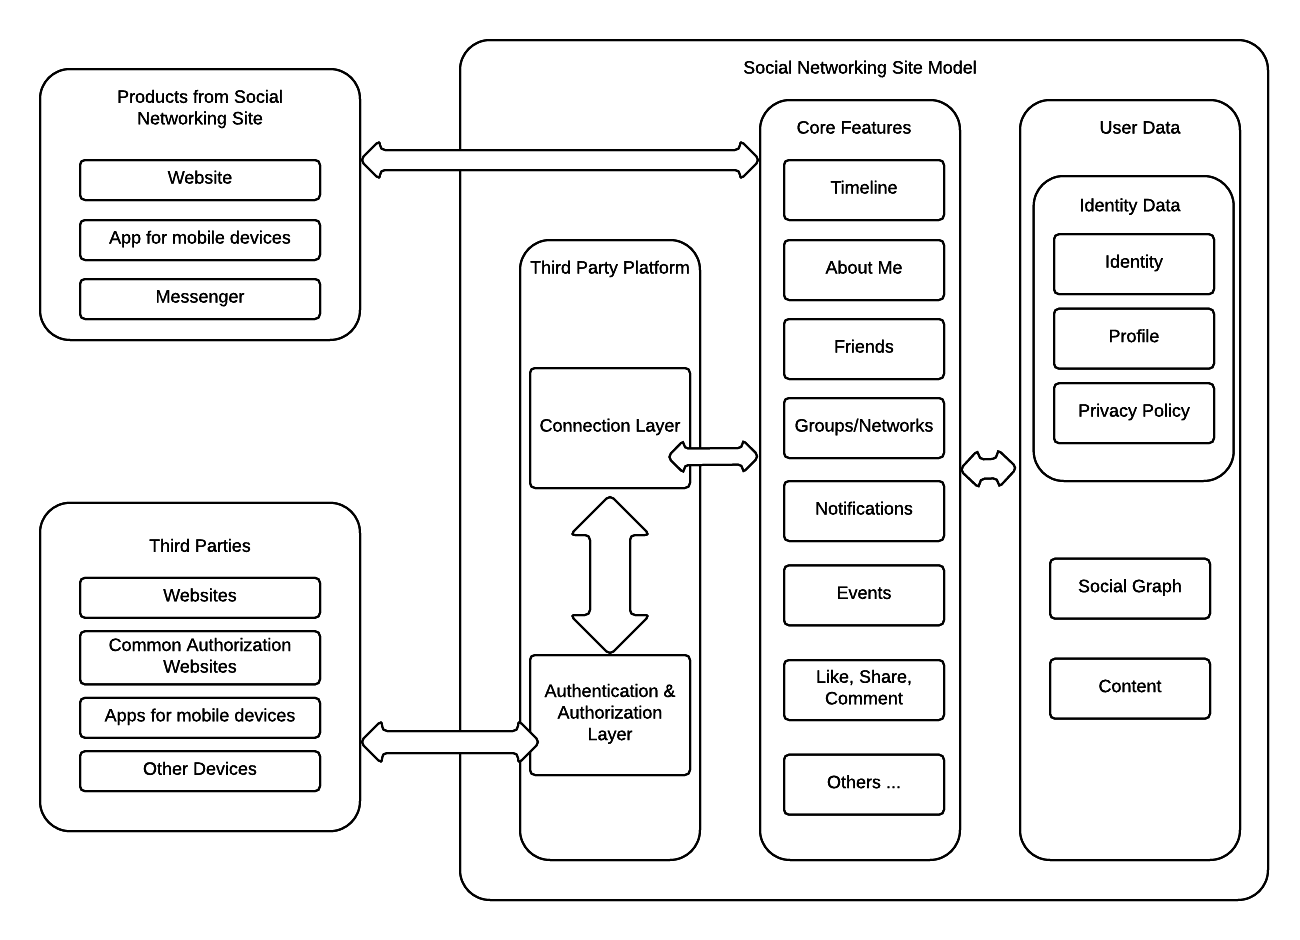 Social Networking Site Model
Products from Social
Networking Site
Website
App for mobile devices
Messenger
Third Parties
Websites
Common Authorization
Websites
Apps for mobile devices
Other Devices
Third Party Platform
Connection Layer
Authentication &
Authorization
Layer
Core Features
Timeline
About Me
Friends
Groups/Networks
Notifications
Events
Like, Share,
Comment
Others ...
User Data
Identity Data
Identity
Profile
Privacy Policy
Social Graph
Content